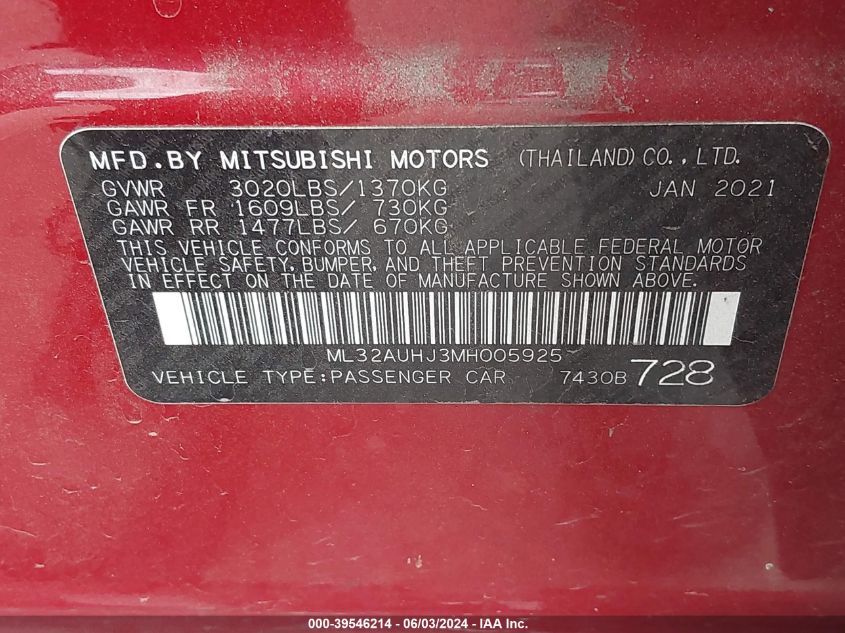 MFD.BY MITSUBISHI MOTORS (THAILAND) CO., LTD.
GVWR 3020LBS/1370KG JAN 2021
GAWR FR 1609LBS/ 730KG
GAWR RR 1477LBS/ 670KG
THIS VEHICLE CONFORMS TO ALL APPLICABLE FEDERAL MOTOR
VEHICLE SAFETY, BUMPER, AND THEFT PREVENTION STANDARDS
IN EFFECT ON THE DATE OF MANUFACTURE SHOWN ABOVE.
ML32AUHJ3MH005925
VEHICLE TYPE:PASSENGER CAR 7430B 728
000-39546214 - 06/03/2024 - IAA Inc.